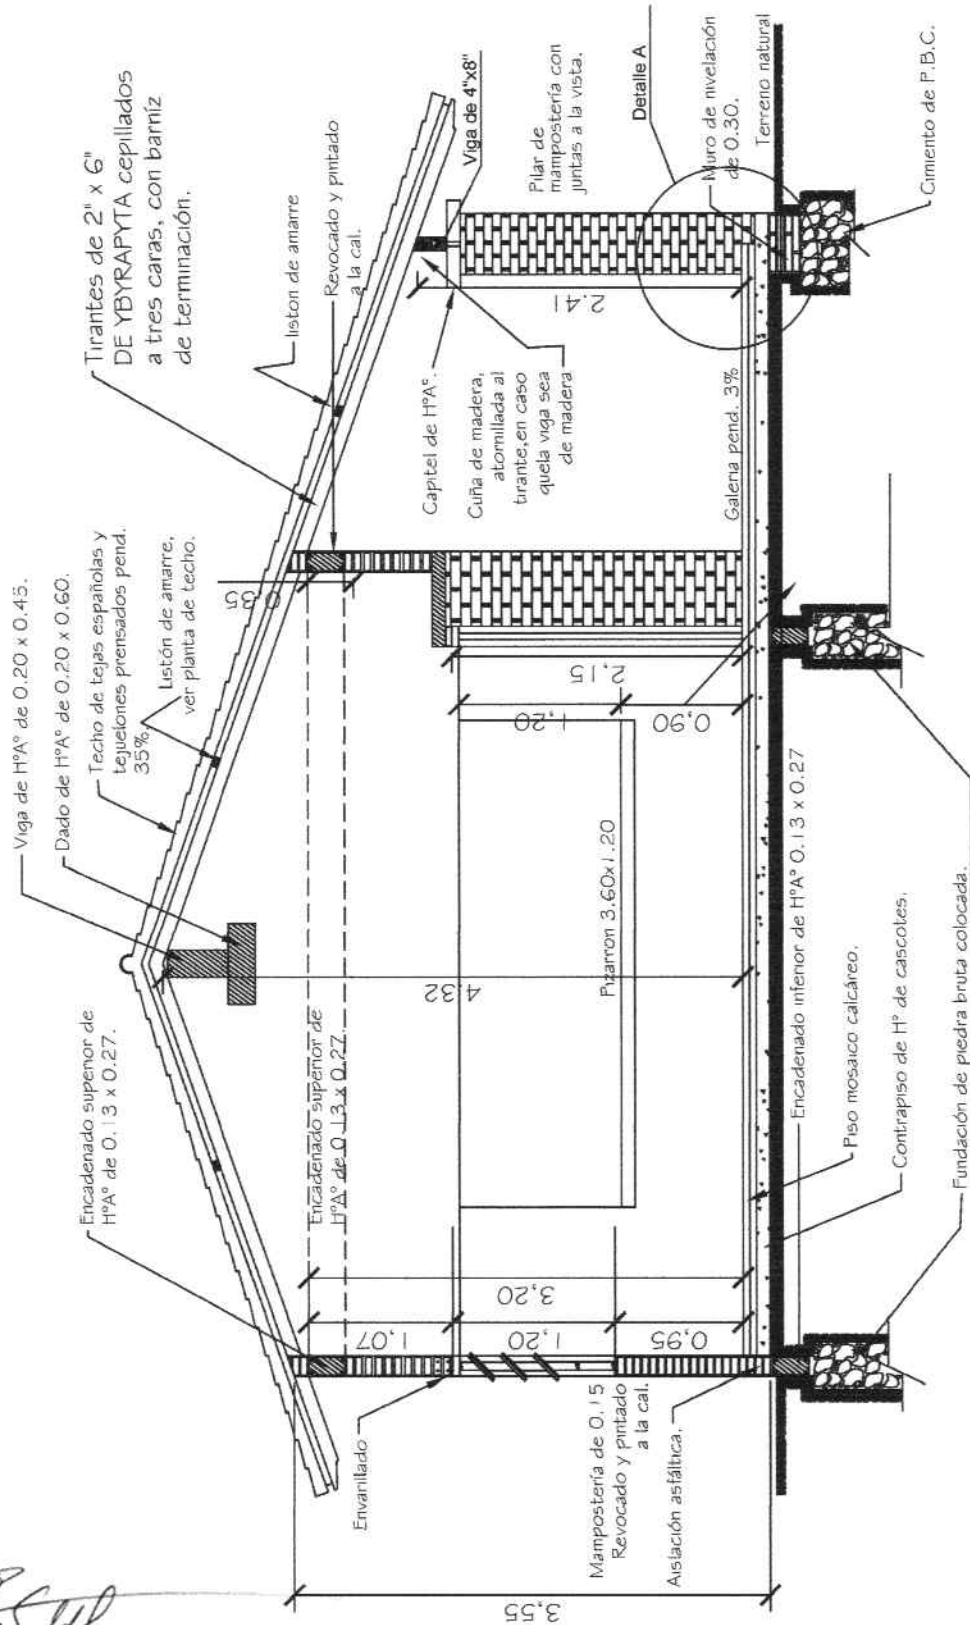 Viga de HºAº de 0.20 x 0.45.
Dado de HºAº de 0.20 x 0.60.
Techo de tejas españolas y
tejuelones prensados pend.
35%
Listón de amarre,
ver planta de techo.
Tirantes de 2" x 6"
DE YBYRAPYTA cepillados
a tres caras, con barniz
de terminación.
liston de amarre
Revocado y pintado
a la cal.
Encadenado superior de
HºAº de 0.13 x 0.27.
Encadenado superior de
HºAº de 0.13 x 0.27.
0.35
4.32
Viga de 4"x8"
Capitel de HºAº.
Cuña de madera,
atornillada al
tirante,en caso
quela viga sea
de madera
Pilar de
mampostería con
juntas a la vista.
Detalle A
Muro de nivelación
de 0.30.
Terreno natural
Cimiento de P.B.C.
2.41
Galeria pend. 3%
2,15
1,20
0,90
Pizarron 3.60x1.20
3,20
1,07
1,20
0,95
3,55
Envarillado
Mampostería de 0.15
Revocado y pintado
a la cal.
Aislación asfáltica.
Encadenado inferior de HºAº 0.13 x 0.27
Piso mosaico calcáreo.
Contrapiso de Hº de cascotes.
Fundación de piedra bruta colocada.